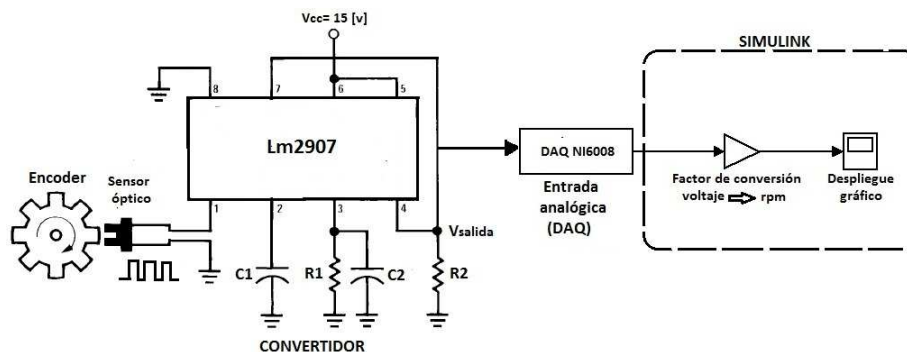 Vcc= 15 [v]
SIMULINK
8
7
6
5
Lm2907
DAQ NI6008
Encoder
Sensor
óptico
Entrada
analógica
(DAQ)
Factor de conversión
voltaje rpm
Despliegue
gráfico
1
2
3
4
Vsalida
C1
R1
C2
R2
CONVERTIDOR